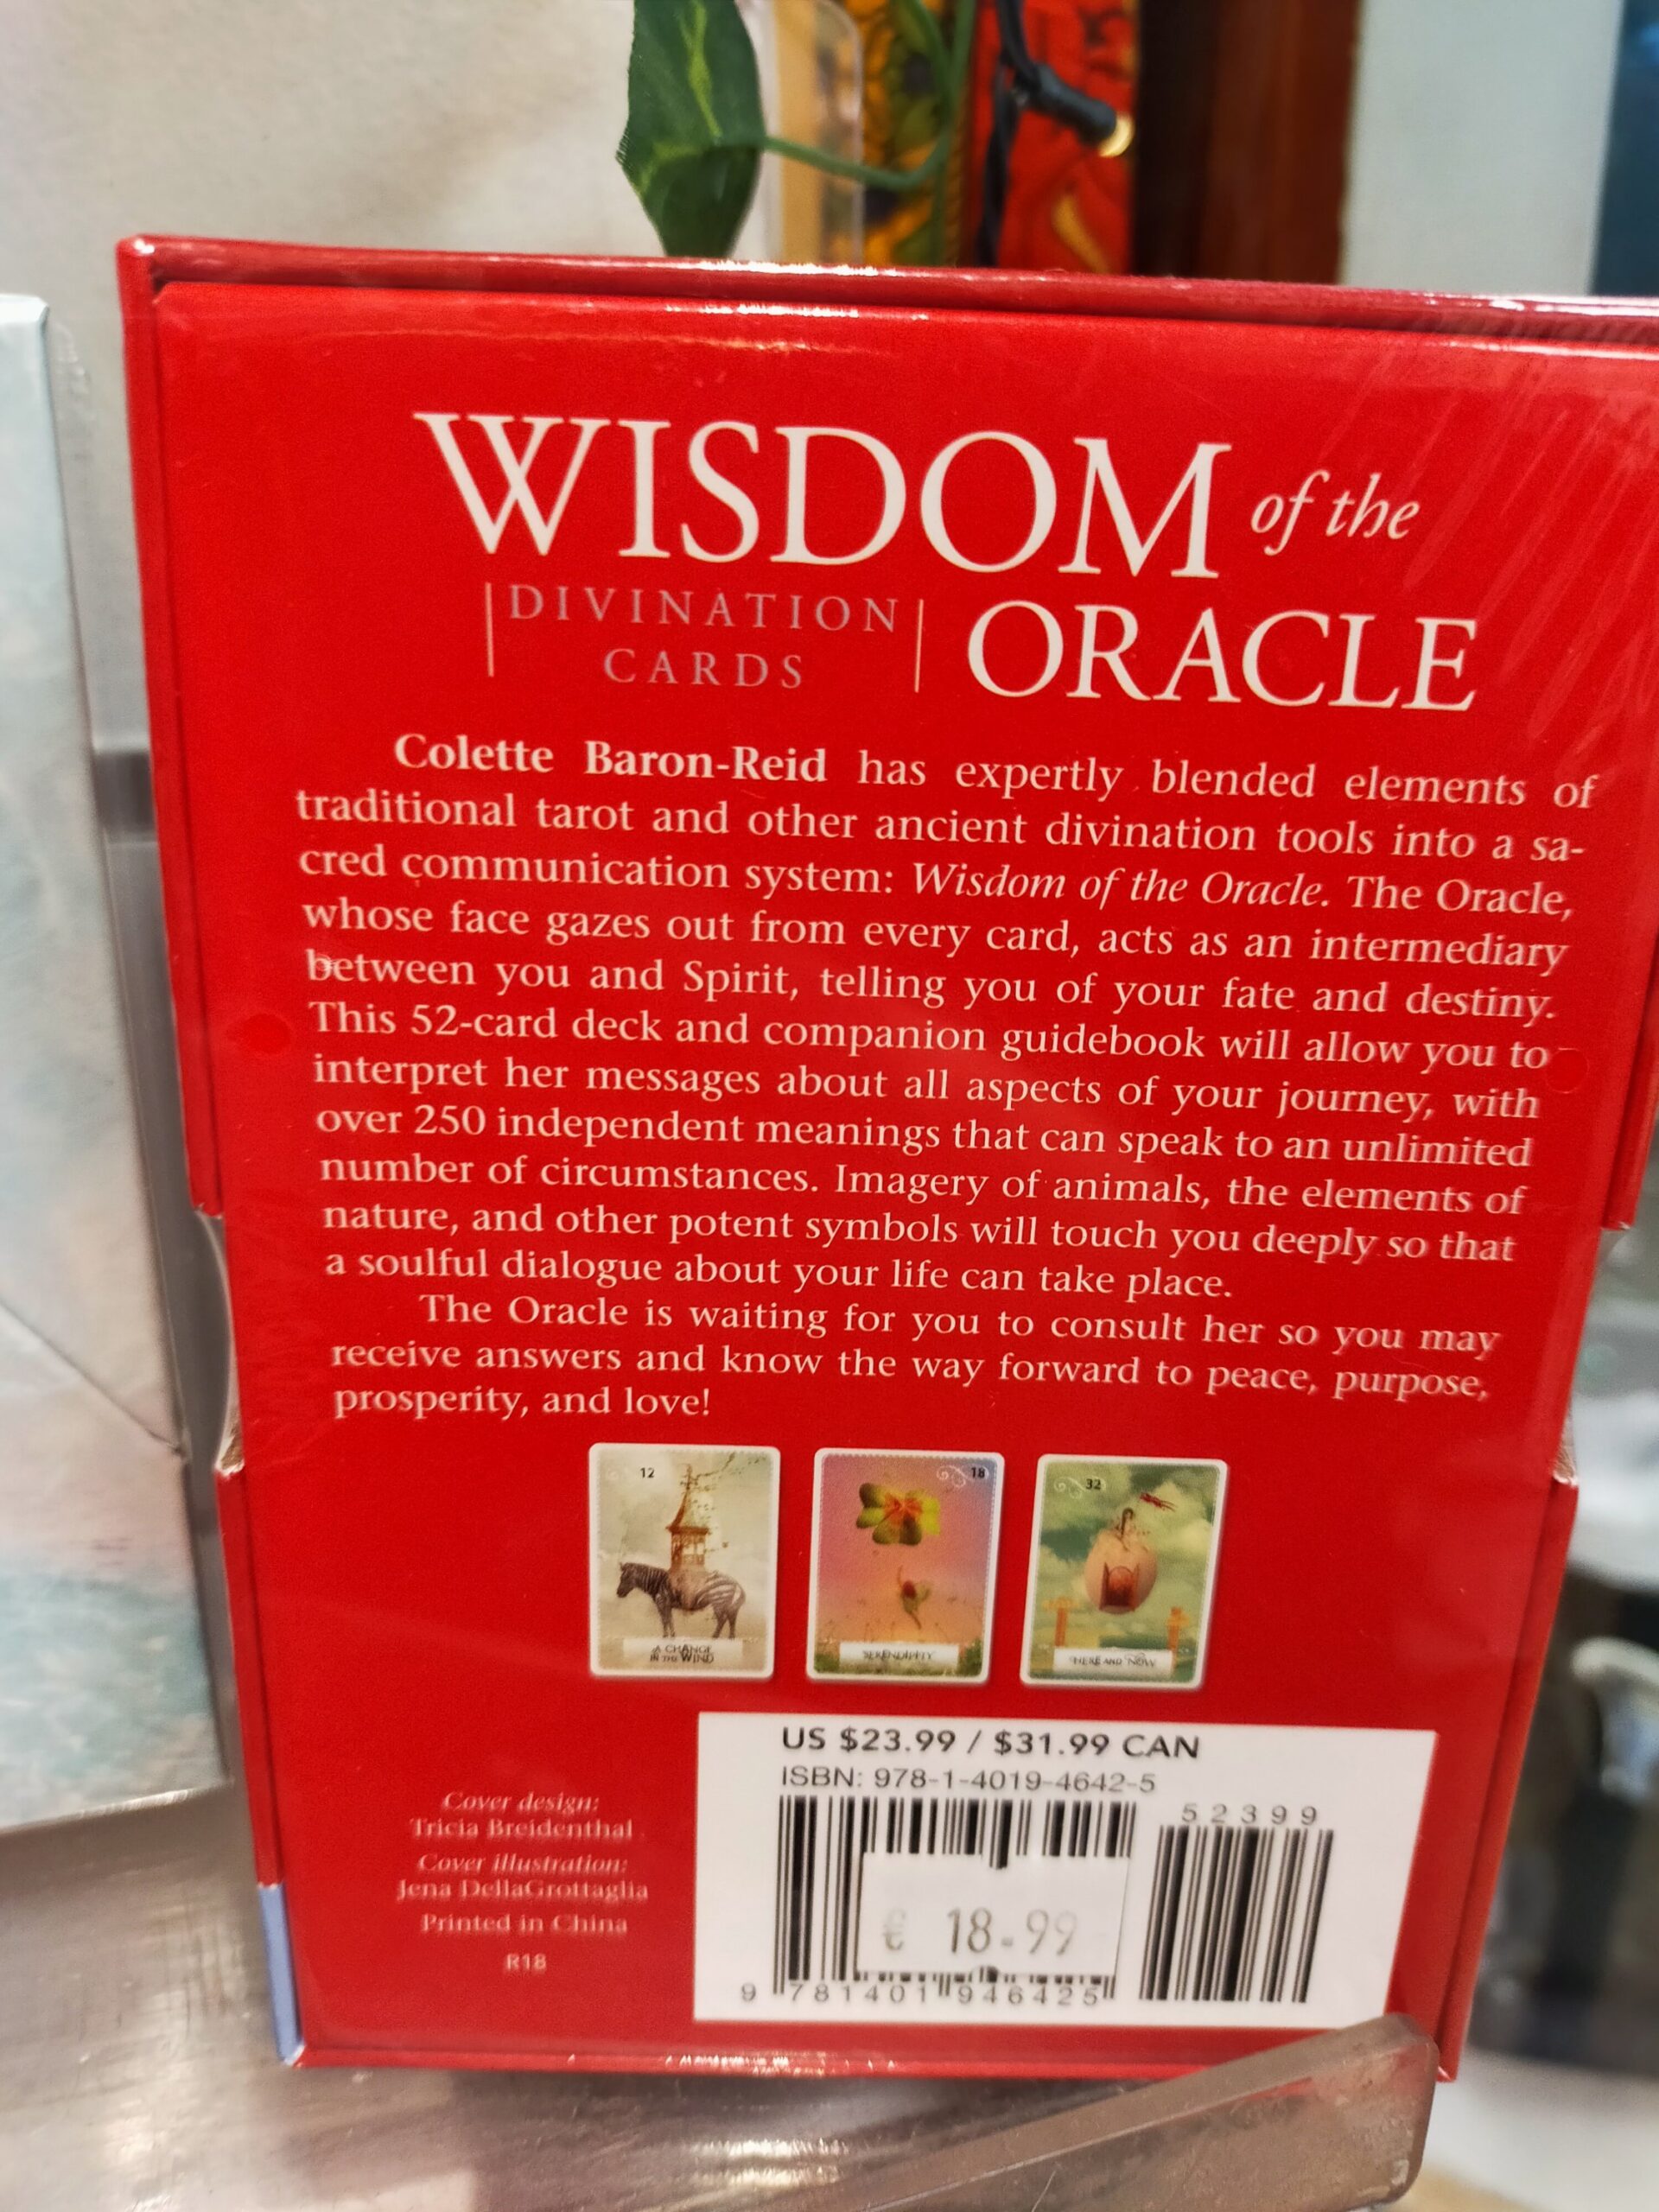 WISDOM of the
DIVINATION
CARDS
ORACLE
Colette Baron-Reid has expertly blended elements of
traditional tarot and other ancient divination tools into a sa-
cred communication system: Wisdom of the Oracle. The Oracle,
whose face gazes out from every card, acts as an intermediary
between you and Spirit, telling you of your fate and destiny.
This 52-card deck and companion guidebook will allow you to
interpret her messages about all aspects of your journey, with
over 250 independent meanings that can speak to an unlimited
number of circumstances. Imagery of animals, the elements of
nature, and other potent symbols will touch you deeply so that
a soulful dialogue about your life can take place.
The Oracle is waiting for you to consult her so you may
receive answers and know the way forward to peace, purpose,
prosperity, and love!
12
A CHANGE
IN THE WIND
18
SERENDIPITY
32
HERE AND NOW
Cover design:
Tricia Breidenthal
Cover illustration:
Jena DellaGrottaglia
Printed in China
R18
US $23.99 / $31.99 CAN
ISBN: 978-1-4019-4642-5
52399
€ 18-99
9 781401 946425